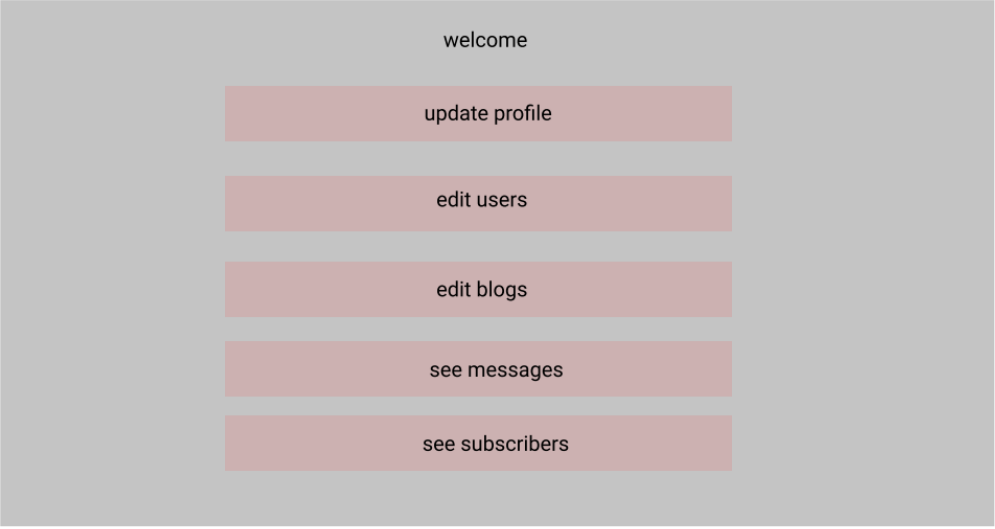 welcome
update profile
edit users
edit blogs
see messages
see subscribers